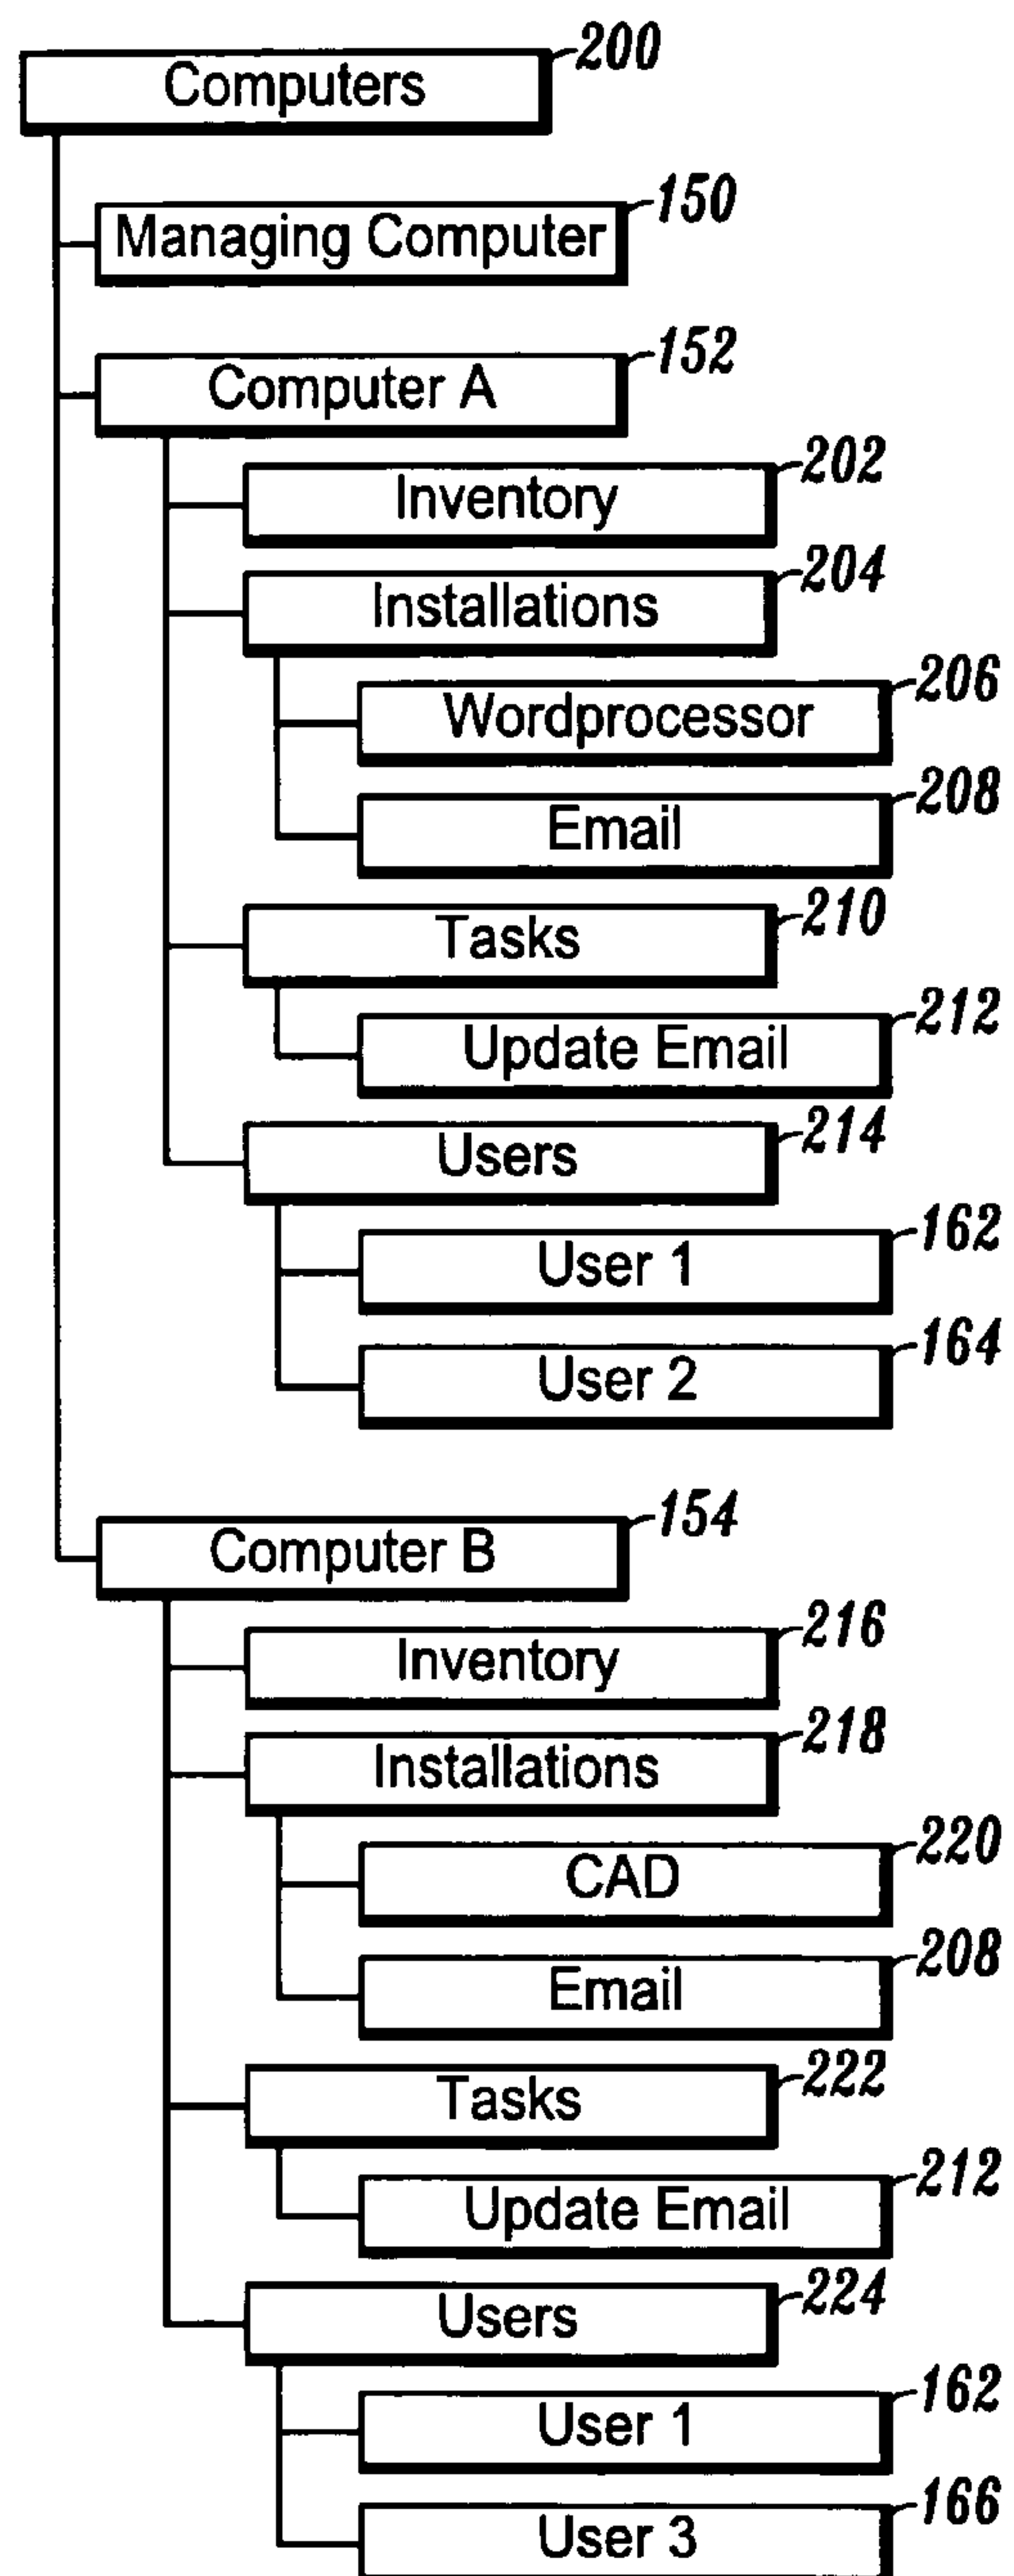 Computers 200
Managing Computer 150
Computer A 152
Inventory 202
Installations 204
Wordprocessor 206
Email 208
Tasks 210
Update Email 212
Users 214
User 1 162
User 2 164
Computer B 154
Inventory 216
Installations 218
CAD 220
Email 208
Tasks 222
Update Email 212
Users 224
User 1 162
User 3 166